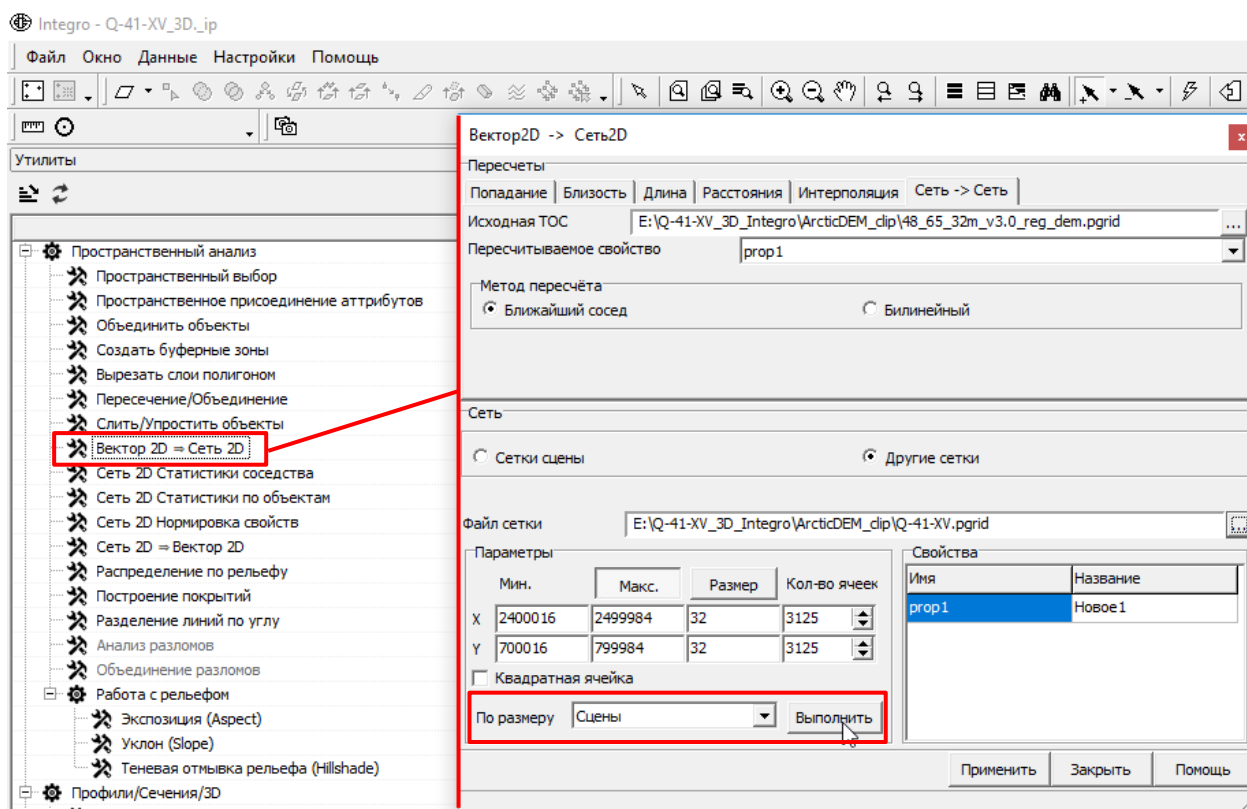 Integro - Q-41-XV_3D._ip
Файл Окно Данные Настройки Помощь
Утилиты
Пространственный анализ
Пространственный выбор
Пространственное присоединение аттрибутов
Объединить объекты
Создать буферные зоны
Вырезать слои полигоном
Пересечение/Объединение
Слить/Упростить объекты
Вектор 2D ⇒ Сеть 2D
Сеть 2D Статистики соседства
Сеть 2D Статистики по объектам
Сеть 2D Нормировка свойств
Сеть 2D ⇒ Вектор 2D
Распределение по рельефу
Построение покрытий
Разделение линий по углу
Анализ разломов
Объединение разломов
Работа с рельефом
Экспозиция (Aspect)
Уклон (Slope)
Теневая отмывка рельефа (Hillshade)
Профили/Сечения/3D
Вектор2D -> Сеть2D
x
Пересчеты
Попадание Близость Длина Расстояния Интерполяция Сеть -> Сеть
Исходная ТОС E:\Q-41-XV_3D_Integro\ArcticDEM_clip\48_65_32m_v3.0_reg_dem.pgrid ...
Пересчитываемое свойство prop1
Метод пересчёта
Ближайший сосед Билинейный
Сеть
Сетки сцены Другие сетки
Файл сетки E:\Q-41-XV_3D_Integro\ArcticDEM_clip\Q-41-XV.pgrid ...
Параметры
Мин. Макс. Размер Кол-во ячеек
X 2400016 2499984 32 3125
Y 700016 799984 32 3125
Квадратная ячейка
По размеру Сцены Выполнить
Свойства
Имя Название
prop1 Новое1
Применить Закрыть Помощь